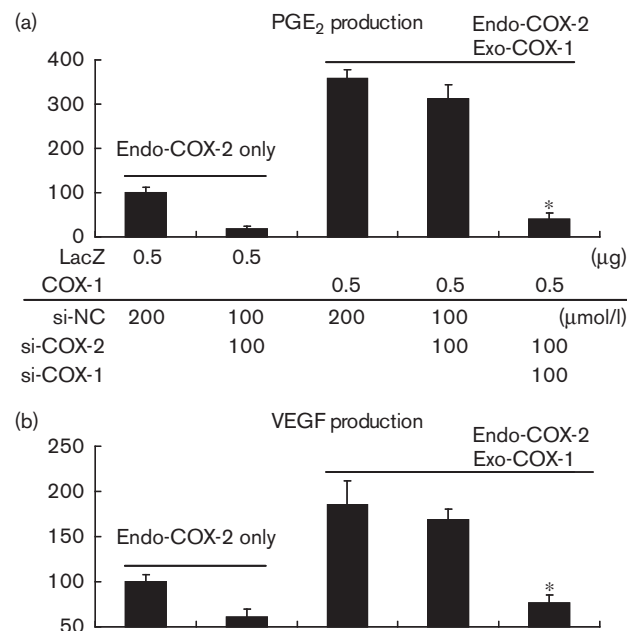 (a) PGE2 production Endo-COX-2
Exo-COX-1
400
300
Endo-COX-2 only
200
100
*
0
LacZ 0.5 0.5 (μg)
COX-1 0.5 0.5 0.5
si-NC 200 100 200 100 (μmol/l)
si-COX-2 100 100 100
si-COX-1 100
(b) VEGF production
Endo-COX-2
Exo-COX-1
250
200
Endo-COX-2 only
150
100
*
50